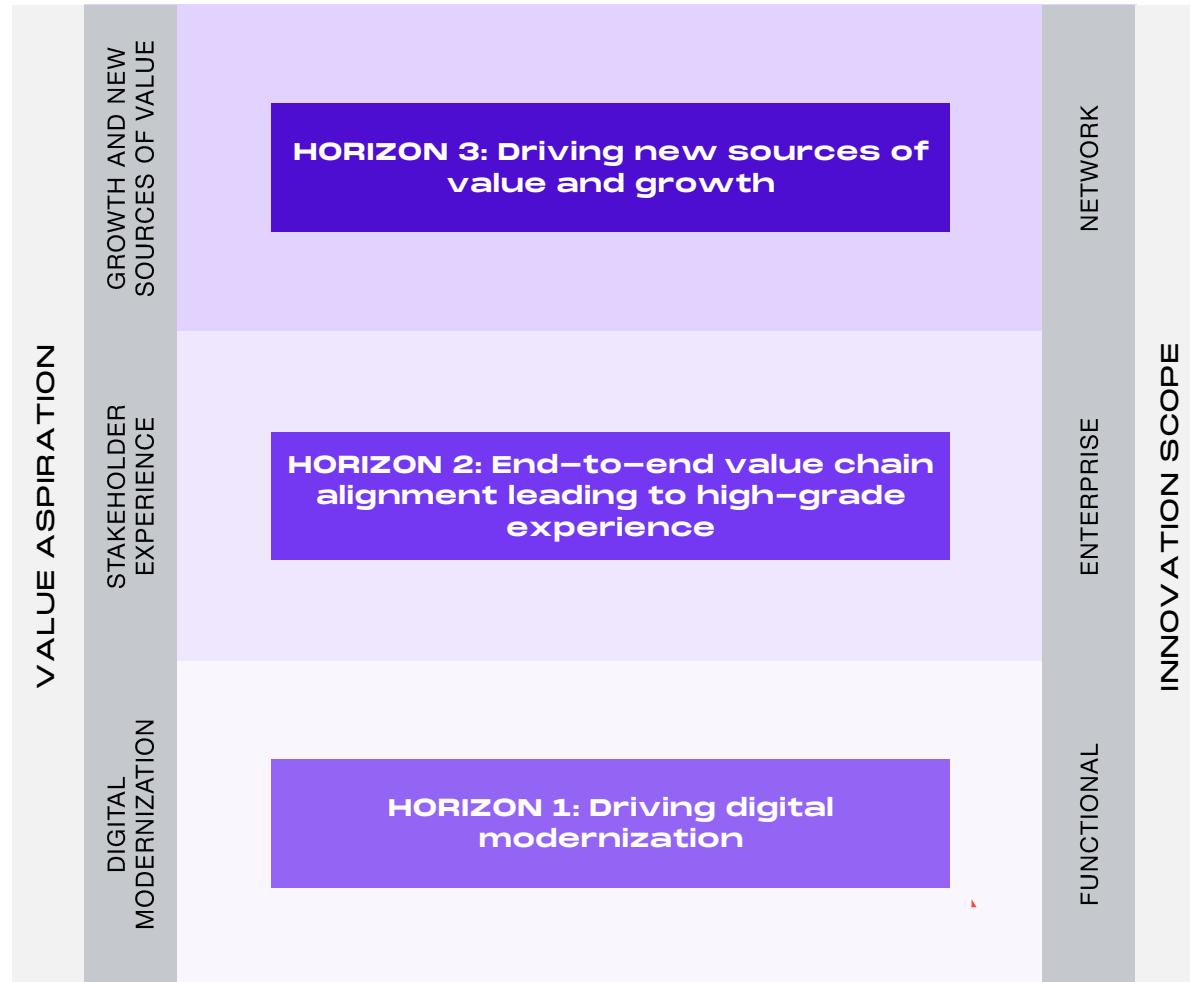 VALUE ASPIRATION
GROWTH AND NEW
SOURCES OF VALUE
HORIZON 3: Driving new sources of
value and growth
NETWORK
STAKEHOLDER
EXPERIENCE
HORIZON 2: End–to–end value chain
alignment leading to high–grade
experience
ENTERPRISE
DIGITAL
MODERNIZATION
HORIZON 1: Driving digital
modernization
FUNCTIONAL
INNOVATION SCOPE